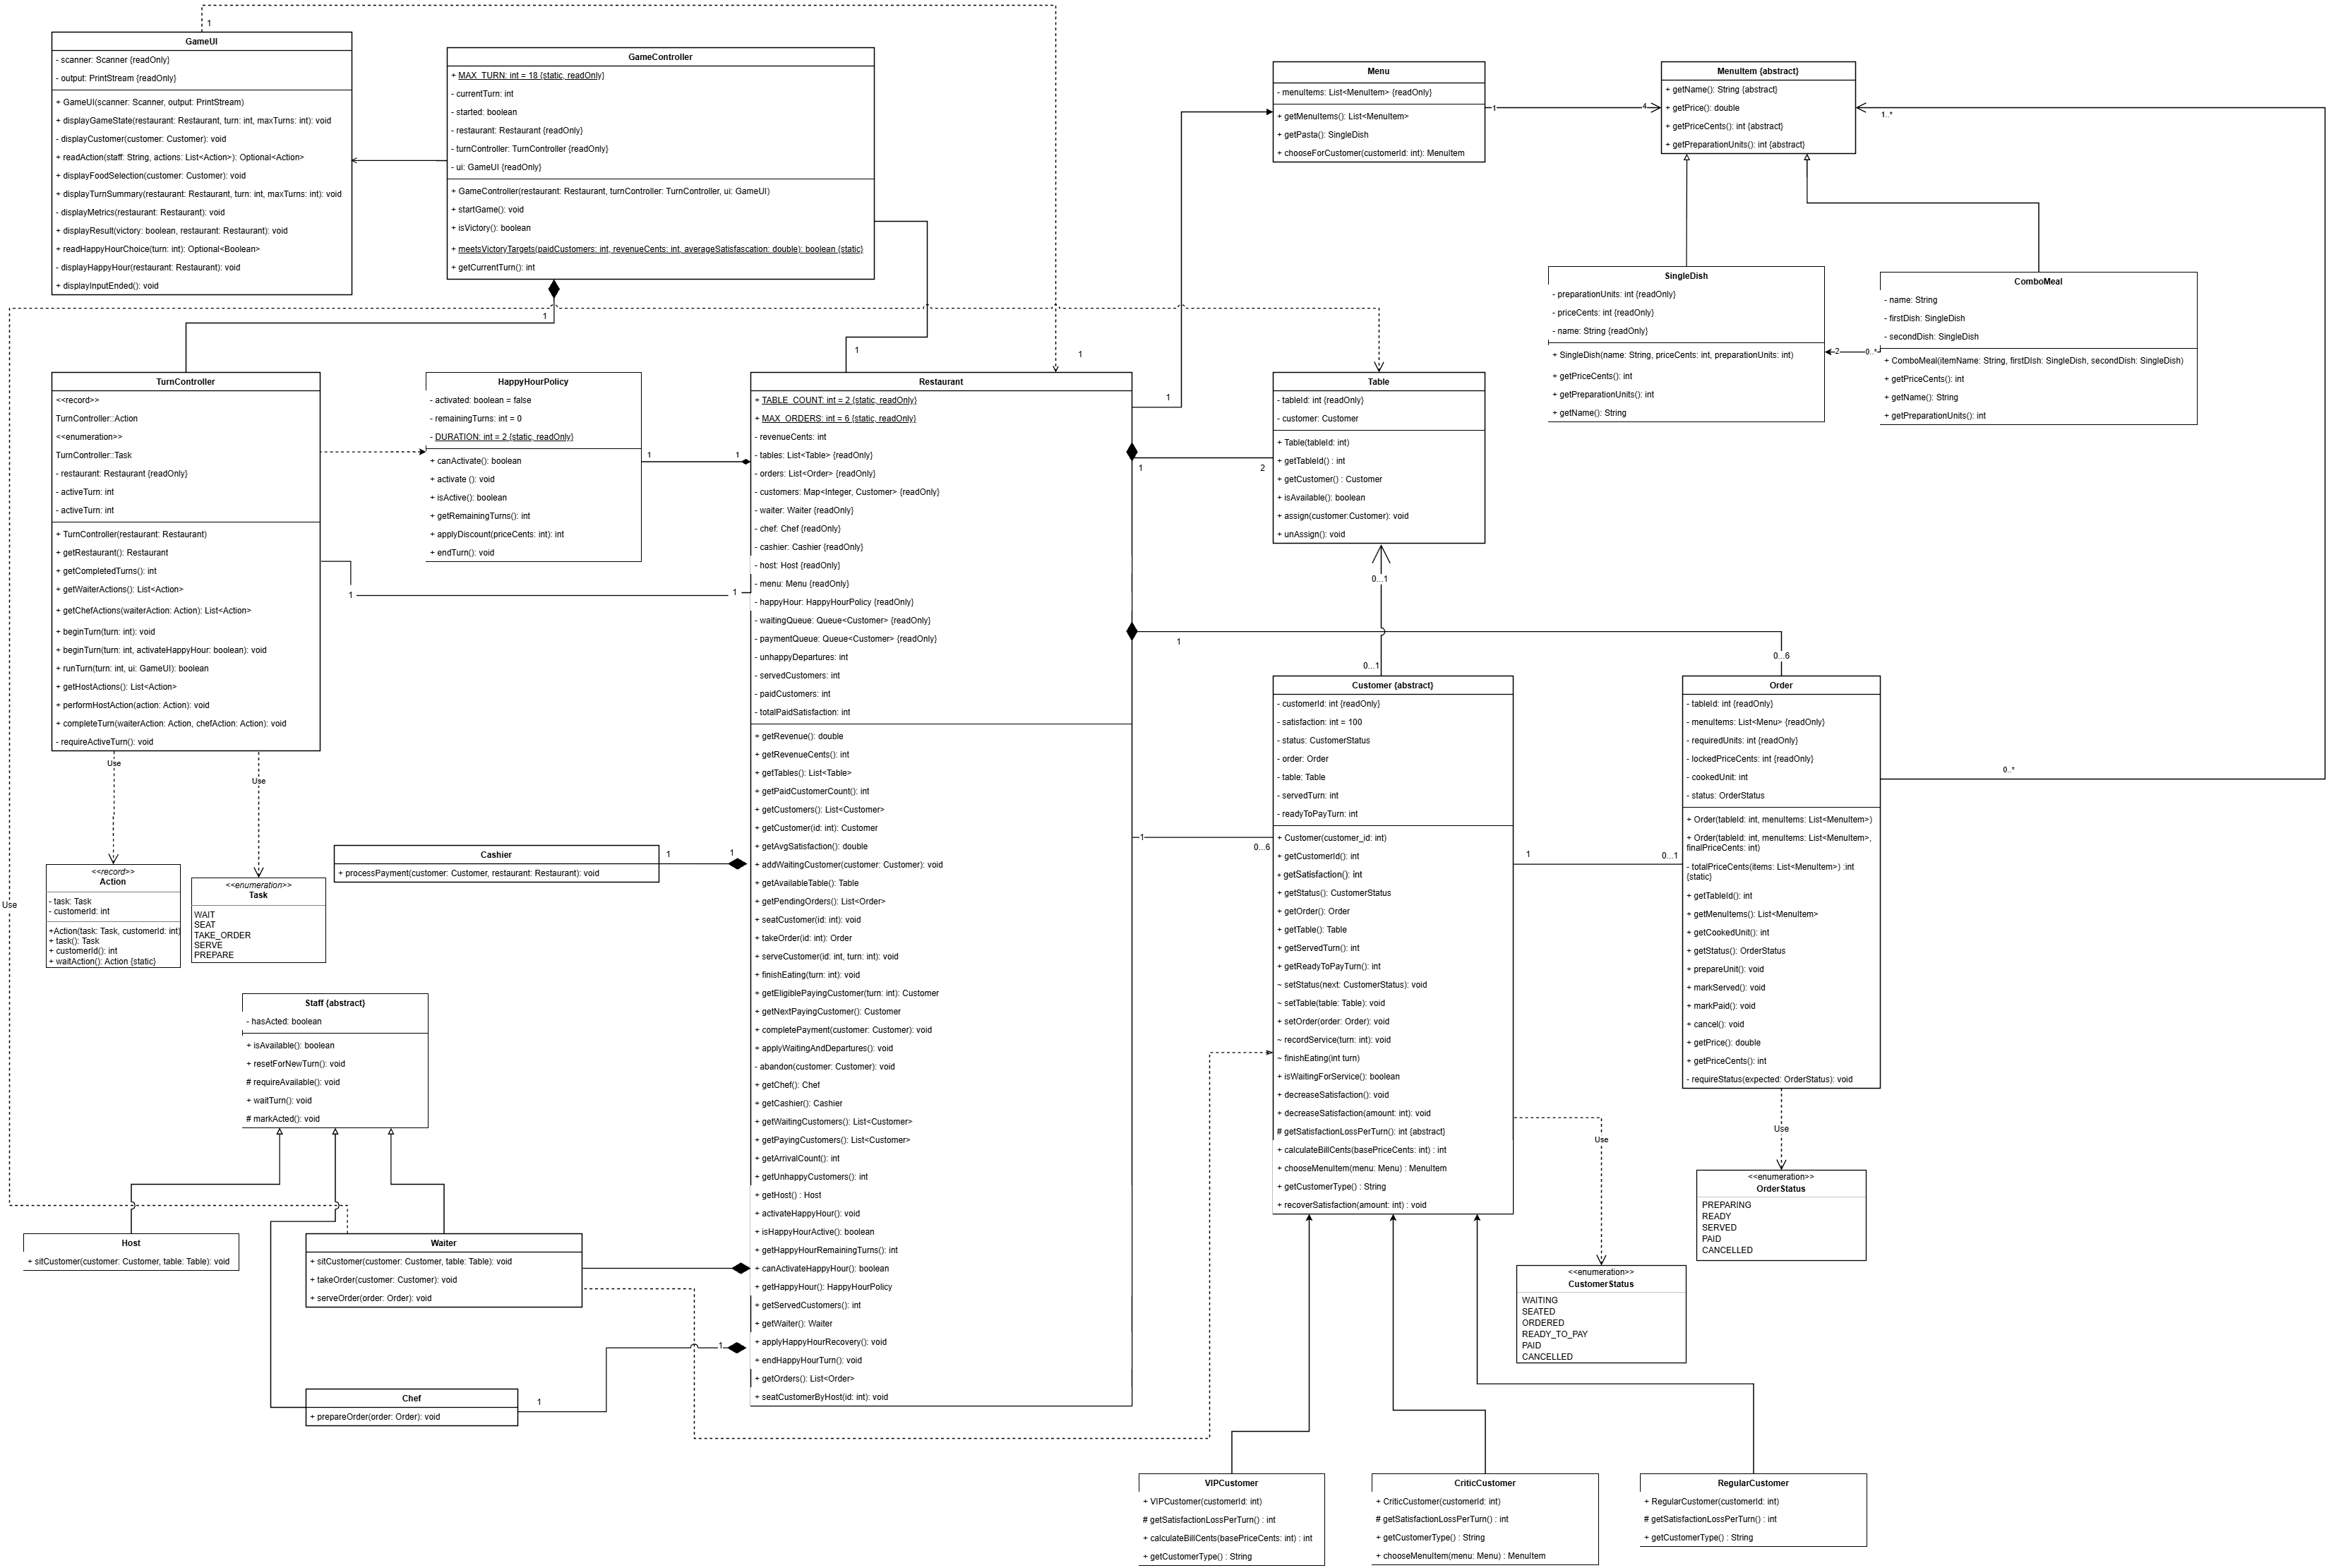 1
GameUI
- scanner: Scanner {readOnly}
- output: PrintStream {readOnly}
+ GameUI(scanner: Scanner, output: PrintStream)
+ displayGameState(restaurant: Restaurant, turn: int, maxTurns: int): void
- displayCustomer(customer: Customer): void
+ readAction(staff: String, actions: List<Action>): Optional<Action>
+ displayFoodSelection(customer: Customer): void
+ displayTurnSummary(restaurant: Restaurant, turn: int, maxTurns: int): void
- displayMetrics(restaurant: Restaurant): void
+ displayResult(victory: boolean, restaurant: Restaurant): void
+ readHappyHourChoice(turn: int): Optional<Boolean>
- displayHappyHour(restaurant: Restaurant): void
+ displayInputEnded(): void
GameController
+ MAX_TURN: int = 18 {static, readOnly}
- currentTurn: int
- started: boolean
- restaurant: Restaurant {readOnly}
- turnController: TurnController {readOnly}
- ui: GameUI {readOnly}
+ GameController(restaurant: Restaurant, turnController: TurnController, ui: GameUI)
+ startGame(): void
+ isVictory(): boolean
+ meetsVictoryTargets(paidCustomers: int, revenueCents: int, averageSatisfascation: double): boolean {static}
+ getCurrentTurn(): int
1
1
1
Menu
- menuItems: List<MenuItem> {readOnly}
+ getMenuItems(): List<MenuItem>
+ getPasta(): SingleDish
+ chooseForCustomer(customerId: int): MenuItem
1
4
MenuItem {abstract}
+ getName(): String {abstract}
+ getPrice(): double
+ getPriceCents(): int {abstract}
+ getPreparationUnits(): int {abstract}
1..*
SingleDish
- preparationUnits: int {readOnly}
- priceCents: int {readOnly}
- name: String {readOnly}
+ SingleDish(name: String, priceCents: int, preparationUnits: int)
+ getPriceCents(): int
+ getPreparationUnits(): int
+ getName(): String
2
0..*
ComboMeal
- name: String
- firstDish: SingleDish
- secondDish: SingleDish
+ ComboMeal(itemName: String, firstDIsh: SingleDish, secondDish: SingleDish)
+ getPriceCents(): int
+ getName(): String
+ getPreparationUnits(): int
TurnController
<<record>>
TurnController::Action
<<enumeration>>
TurnController::Task
- restaurant: Restaurant {readOnly}
- activeTurn: int
- activeTurn: int
+ TurnController(restaurant: Restaurant)
+ getRestaurant(): Restaurant
+ getCompletedTurns(): int
+ getWaiterActions(): List<Action>
+ getChefActions(waiterAction: Action): List<Action>
+ beginTurn(turn: int): void
+ beginTurn(turn: int, activateHappyHour: boolean): void
+ runTurn(turn: int, ui: GameUI): boolean
+ getHostActions(): List<Action>
+ performHostAction(action: Action): void
+ completeTurn(waiterAction: Action, chefAction: Action): void
- requireActiveTurn(): void
HappyHourPolicy
- activated: boolean = false
- remainingTurns: int = 0
- DURATION: int = 2 {static, readOnly}
+ canActivate(): boolean
+ activate (): void
+ isActive(): boolean
+ getRemainingTurns(): int
+ applyDiscount(priceCents: int): int
+ endTurn(): void
1
1
1
1
Restaurant
+ TABLE_COUNT: int = 2 {static, readOnly}
+ MAX_ORDERS: int = 6 {static, readOnly}
- revenueCents: int
- tables: List<Table> {readOnly}
- orders: List<Order> {readOnly}
- customers: Map<Integer, Customer> {readOnly}
- waiter: Waiter {readOnly}
- chef: Chef {readOnly}
- cashier: Cashier {readOnly}
- host: Host {readOnly}
- menu: Menu {readOnly}
- happyHour: HappyHourPolicy {readOnly}
- waitingQueue: Queue<Customer> {readOnly}
- paymentQueue: Queue<Customer> {readOnly}
- unhappyDepartures: int
- servedCustomers: int
- paidCustomers: int
- totalPaidSatisfaction: int
+ getRevenue(): double
+ getRevenueCents(): int
+ getTables(): List<Table>
+ getPaidCustomerCount(): int
+ getCustomers(): List<Customer>
+ getCustomer(id: int): Customer
+ getAvgSatisfaction(): double
+ addWaitingCustomer(customer: Customer): void
+ getAvailableTable(): Table
+ getPendingOrders(): List<Order>
+ seatCustomer(id: int): void
+ takeOrder(id: int): Order
+ serveCustomer(id: int, turn: int): void
+ finishEating(turn: int): void
+ getEligiblePayingCustomer(turn: int): Customer
+ getNextPayingCustomer(): Customer
+ completePayment(customer: Customer): void
+ applyWaitingAndDepartures(): void
- abandon(customer: Customer): void
+ getChef(): Chef
+ getCashier(): Cashier
+ getWaitingCustomers(): List<Customer>
+ getPayingCustomers(): List<Customer>
+ getArrivalCount(): int
+ getUnhappyCustomers(): int
+ getHost() : Host
+ activateHappyHour(): void
+ isHappyHourActive(): boolean
+ getHappyHourRemainingTurns(): int
+ canActivateHappyHour(): boolean
+ getHappyHour(): HappyHourPolicy
+ getServedCustomers(): int
+ getWaiter(): Waiter
+ applyHappyHourRecovery(): void
+ endHappyHourTurn(): void
+ getOrders(): List<Order>
+ seatCustomerByHost(id: int): void
1
1
2
Table
- tableId: int {readOnly}
- customer: Customer
+ Table(tableId: int)
+ getTableId() : int
+ getCustomer() : Customer
+ isAvailable(): boolean
+ assign(customer:Customer): void
+ unAssign(): void
0...1
0...1
1
0...6
1
0...6
Customer {abstract}
- customerId: int {readOnly}
- satisfaction: int = 100
- status: CustomerStatus
- order: Order
- table: Table
- servedTurn: int
- readyToPayTurn: int
+ Customer(customer_id: int)
+ getCustomerId(): int
+ getSatisfaction(): int
+ getStatus(): CustomerStatus
+ getOrder(): Order
+ getTable(): Table
+ getServedTurn(): int
+ getReadyToPayTurn(): int
~ setStatus(next: CustomerStatus): void
~ setTable(table: Table): void
+ setOrder(order: Order): void
~ recordService(turn: int): void
~ finishEating(int turn)
+ isWaitingForService(): boolean
+ decreaseSatisfaction(): void
+ decreaseSatisfaction(amount: int): void
# getSatisfactionLossPerTurn(): int {abstract}
+ calculateBillCents(basePriceCents: int) : int
+ chooseMenuItem(menu: Menu) : MenuItem
+ getCustomerType() : String
+ recoverSatisfaction(amount: int) : void
1
0...1
Order
- tableId: int {readOnly}
- menuItems: List<Menu> {readOnly}
- requiredUnits: int {readOnly}
- lockedPriceCents: int {readOnly}
- cookedUnit: int
- status: OrderStatus
+ Order(tableId: int, menuItems: List<MenuItem>)
+ Order(tableId: int, menuItems: List<MenuItem>,
finalPriceCents: int)
- totalPriceCents(items: List<MenuItem>) :int
{static}
+ getTableId(): int
+ getMenuItems(): List<MenuItem>
+ getCookedUnit(): int
+ getStatus(): OrderStatus
+ prepareUnit(): void
+ markServed(): void
+ markPaid(): void
+ cancel(): void
+ getPrice(): double
+ getPriceCents(): int
- requireStatus(expected: OrderStatus): void
0..*
Use
Use
<<record>>
Action
- task: Task
- customerId: int
+Action(task: Task, customerId: int)
+ task(): Task
+ customerId(): int
+ waitAction(): Action {static}
<<enumeration>>
Task
WAIT
SEAT
TAKE_ORDER
SERVE
PREPARE
Use
Cashier
+ processPayment(customer: Customer, restaurant: Restaurant): void
1
1
Staff {abstract}
- hasActed: boolean
+ isAvailable(): boolean
+ resetForNewTurn(): void
# requireAvailable(): void
+ waitTurn(): void
# markActed(): void
Host
+ sitCustomer(customer: Customer, table: Table): void
Waiter
+ sitCustomer(customer: Customer, table: Table): void
+ takeOrder(customer: Customer): void
+ serveOrder(order: Order): void
Chef
+ prepareOrder(order: Order): void
1
1
Use
<<enumeration>>
OrderStatus
PREPARING
READY
SERVED
PAID
CANCELLED
Use
<<enumeration>>
CustomerStatus
WAITING
SEATED
ORDERED
READY_TO_PAY
PAID
CANCELLED
VIPCustomer
+ VIPCustomer(customerId: int)
# getSatisfactionLossPerTurn() : int
+ calculateBillCents(basePriceCents: int) : int
+ getCustomerType() : String
CriticCustomer
+ CriticCustomer(customerId: int)
# getSatisfactionLossPerTurn() : int
+ getCustomerType() : String
+ chooseMenuItem(menu: Menu) : MenuItem
RegularCustomer
+ RegularCustomer(customerId: int)
# getSatisfactionLossPerTurn() : int
+ getCustomerType() : String